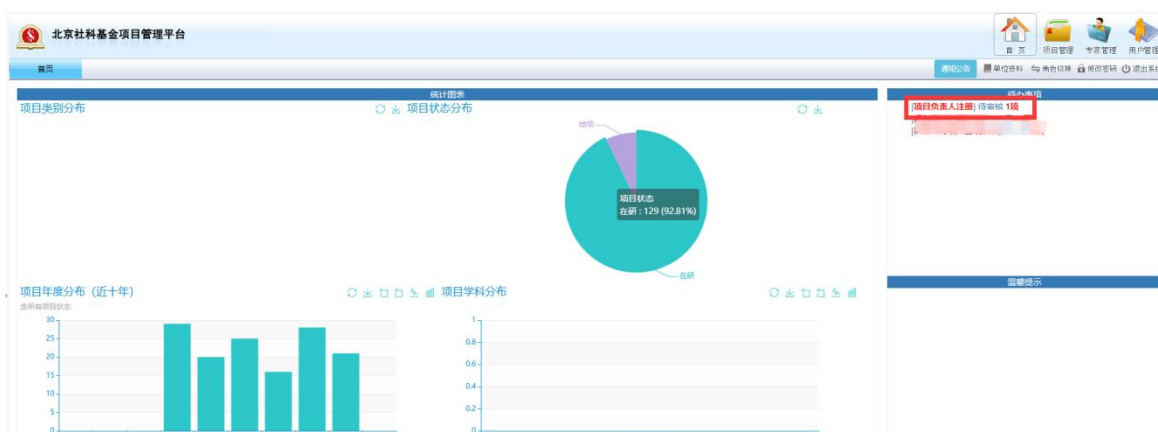 北京社科基金项目管理平台
首页 项目管理 专家管理 用户管理
首页
通知公告 单位资料 角色切换 修改密码 退出系统
统计图表
待办事项
项目类别分布
项目状态分布
[项目负责人注册] 待审核 1项
结项
项目状态
在研 : 129 (92.81%)
在研
温馨提示
项目年度分布（近十年）
含所有项目状态
项目学科分布
30
25
20
15
10
5
0
1
0.8
0.6
0.4
0.2
0